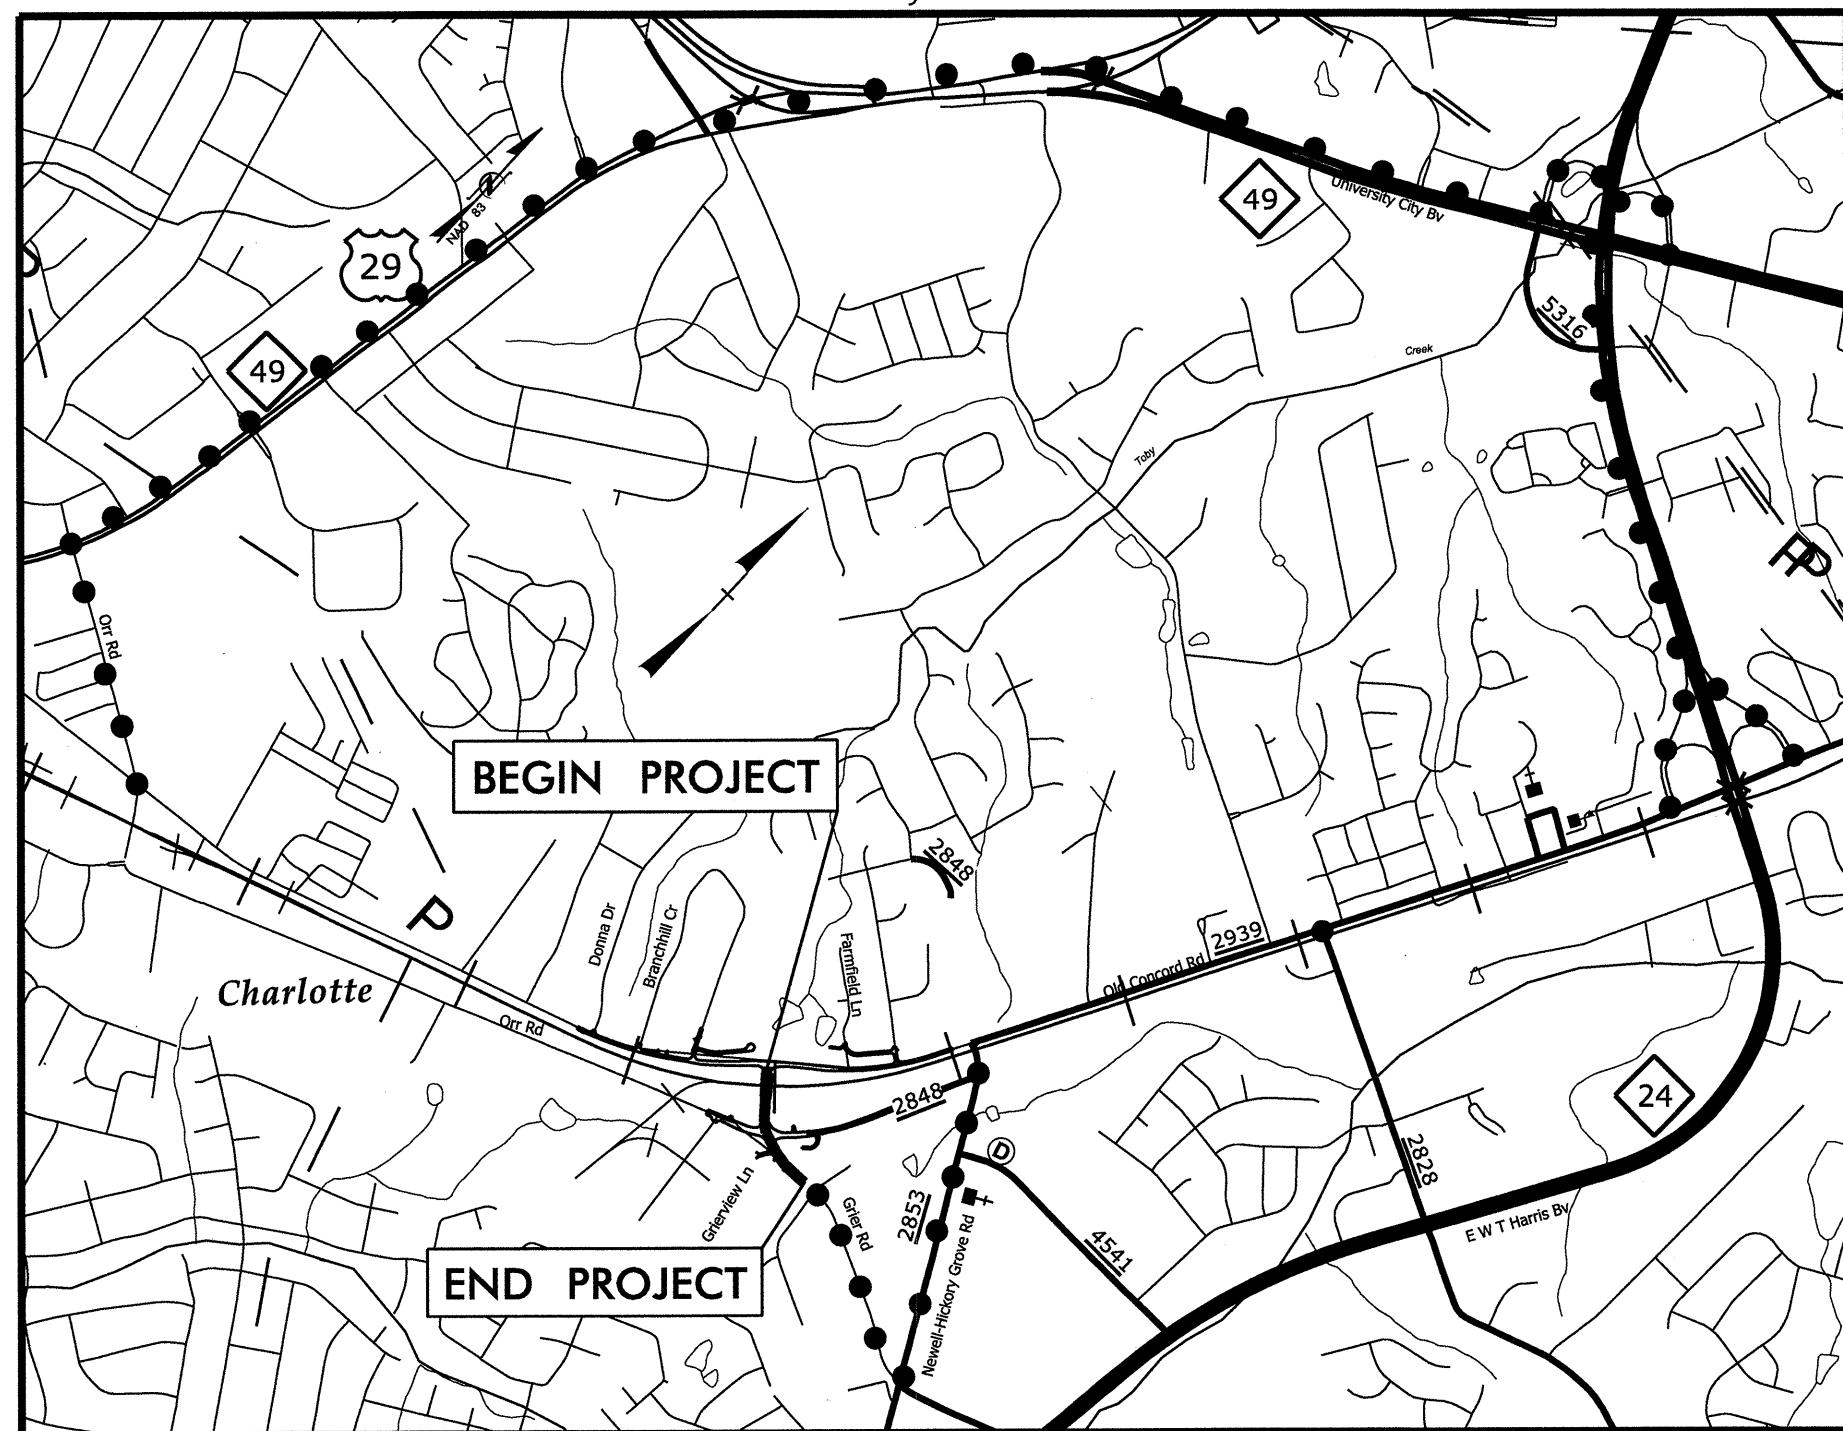 49
University City Bv
NAD 83
29
5316
Creek
49
Toby
P
P
P
Orr Rd
BEGIN PROJECT
2848
P
Donna Dr
Branchhill Cr
Farmfield Ln
2939
Old Concord Rd
Charlotte
Orr Rd
2848
24
D
2828
Grierview Ln
Grier Rd
2853
Newell-Hickory Grove Rd
4541
E W T Harris Bv
END PROJECT